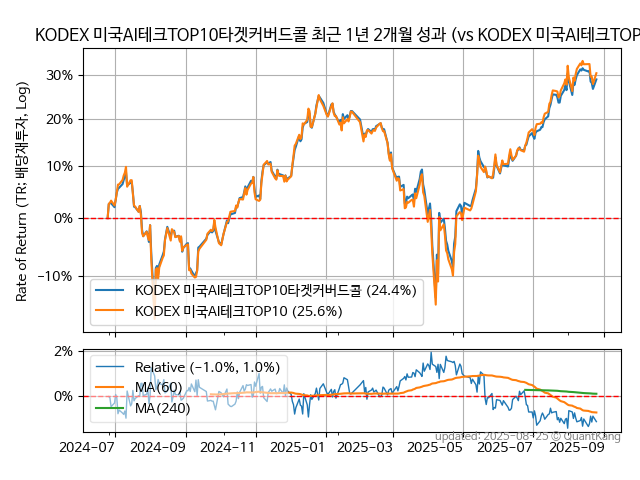 KODEX 미국AI테크TOP10타겟커버드콜 최근 1년 2개월 성과 (vs KODEX 미국AI테크TOP
Rate of Return (TR: 배당재투자, Log)
30%
20%
10%
0%
−10%
KODEX 미국AI테크TOP10타겟커버드콜 (24.4%)
KODEX 미국AI테크TOP10 (25.6%)
2%
0%
Relative (−1.0%, 1.0%)
MA(60)
MA(240)
2024−07 2024−09 2024−11 2025−01 2025−03 2025−05 2025−07 2025−09
updated: 2025−08−25 © QuantKang